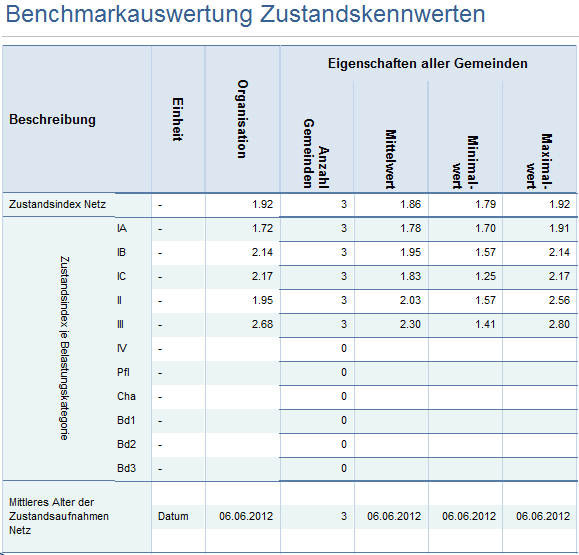 Benchmarkauswertung Zustandskennwerten
Eigenschaften aller Gemeinden
Beschreibung Einheit Organisation Anzahl Gemeinden Mittelwert Minimal-wert Maximal-wert
Zustandsindex Netz - 1.92 3 1.86 1.79 1.92
Zustandsindex je Belastungskategorie
IA - 1.72 3 1.78 1.70 1.91
IB - 2.14 3 1.95 1.57 2.14
IC - 2.17 3 1.83 1.25 2.17
II - 1.95 3 2.03 1.57 2.56
III - 2.68 3 2.30 1.41 2.80
IV - 0
Pfl - 0
Cha - 0
Bd1 - 0
Bd2 - 0
Bd3 - 0
Mittleres Alter der
Zustandsaufnahmen Datum 06.06.2012 3 06.06.2012 06.06.2012 06.06.2012
Netz